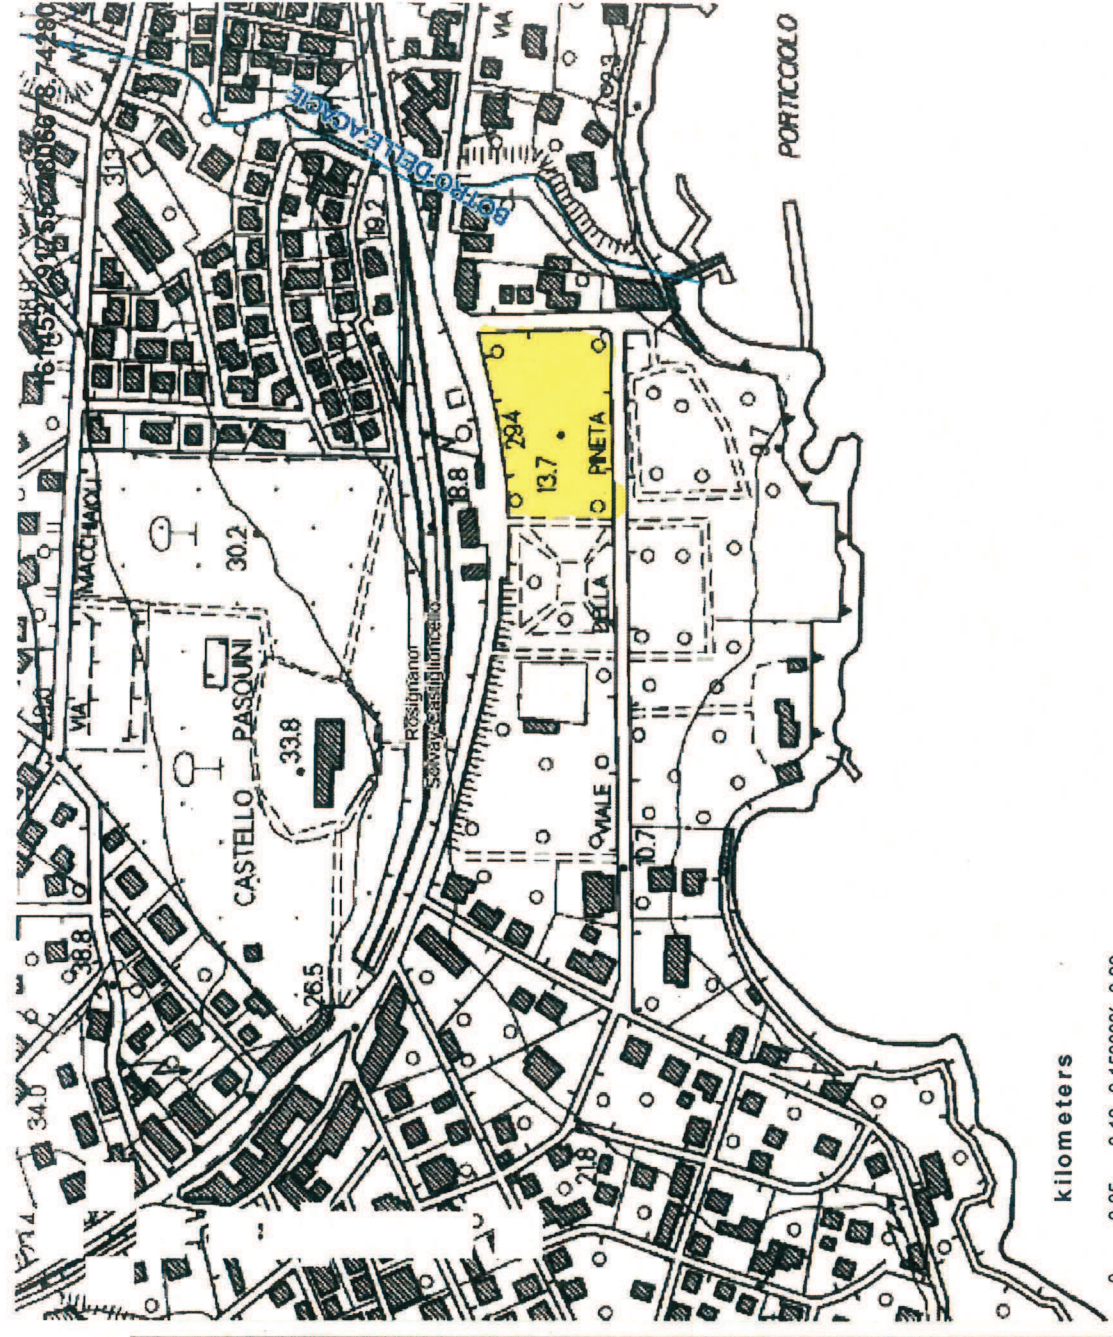 PORTICCIOLO
BOTRO DELLE ACACIE
VIA
31.3
19.2
MACCHIAIOLI
VIA
30.2
CASTELLO PASQUINI
33.8
Rosignano
Solvay-Castiglioncello
18.8
294
13.7
PINETA
DELLA
VIALE
10.7
9.7
26.5
38.8
34.0
21.8
kilometers